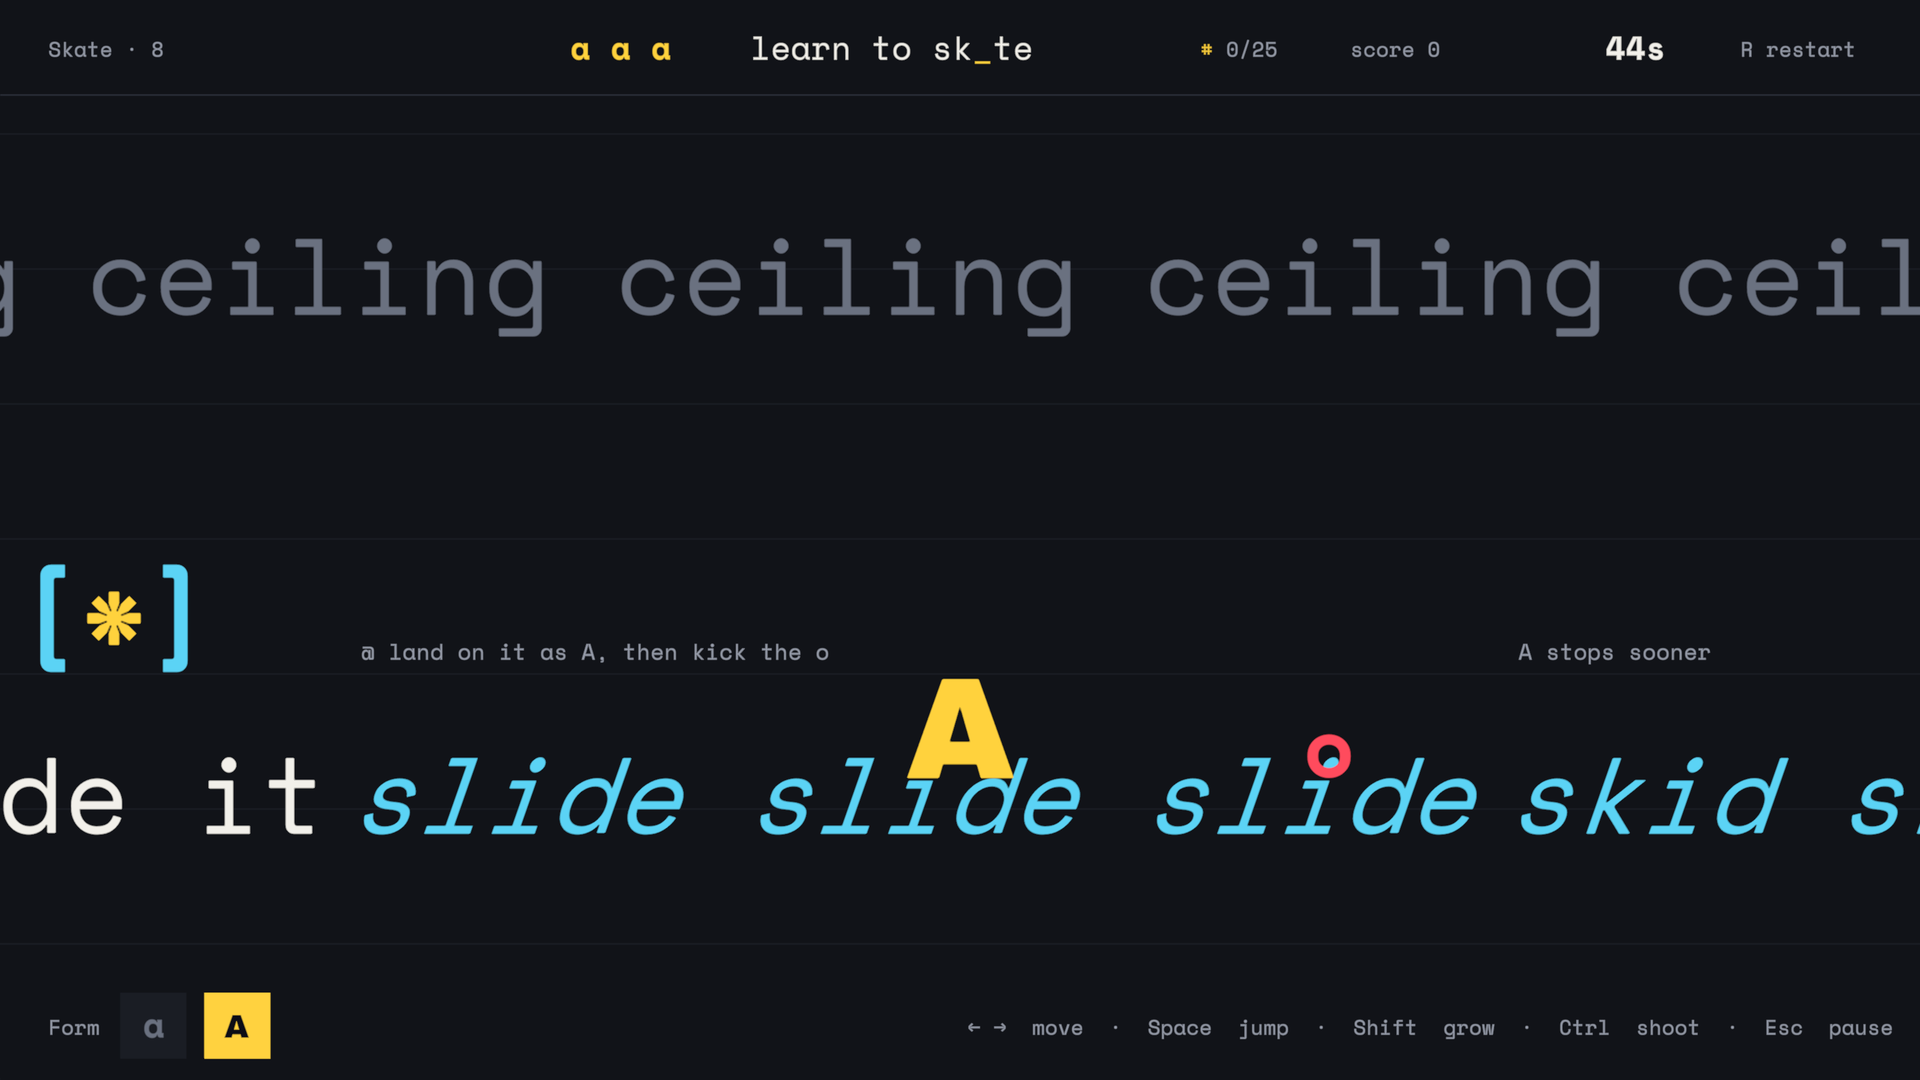 Skate · 8 a a a learn to sk_te # 0/25 score 0 44s R restart
g ceiling ceiling ceiling ceil
[*]
@ land on it as A, then kick the o A stops sooner
A
o
de it slide slide slide skid s
Form a A ← → move · Space jump · Shift grow · Ctrl shoot · Esc pause